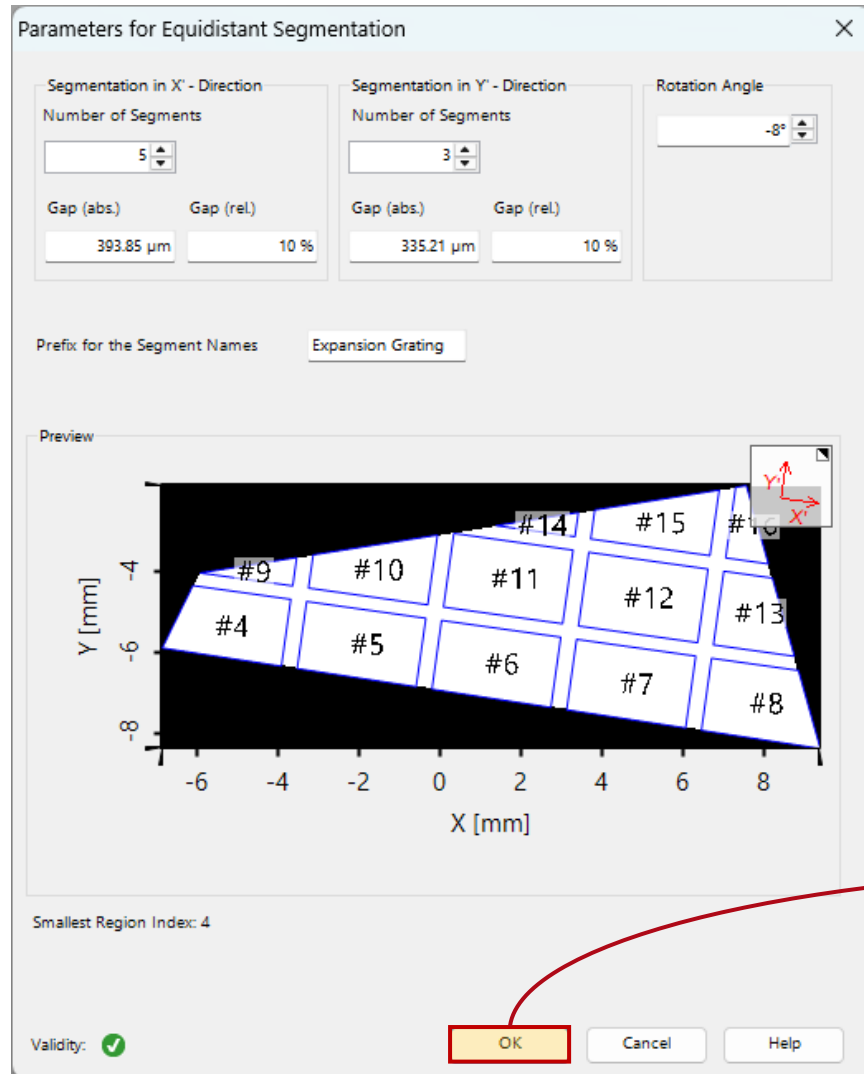 Parameters for Equidistant Segmentation
Segmentation in X' - Direction
Number of Segments
5
Gap (abs.) Gap (rel.)
393.85 µm 10 %
Segmentation in Y' - Direction
Number of Segments
3
Gap (abs.) Gap (rel.)
335.21 µm 10 %
Rotation Angle
-8°
Prefix for the Segment Names Expansion Grating
Preview
Y'
X'
#14 #15 #16
#9 #10 #11 #12 #13
#4 #5 #6 #7 #8
Y [mm]
-4
-6
-8
-6 -4 -2 0 2 4 6 8
X [mm]
Smallest Region Index: 4
Validity: OK Cancel Help